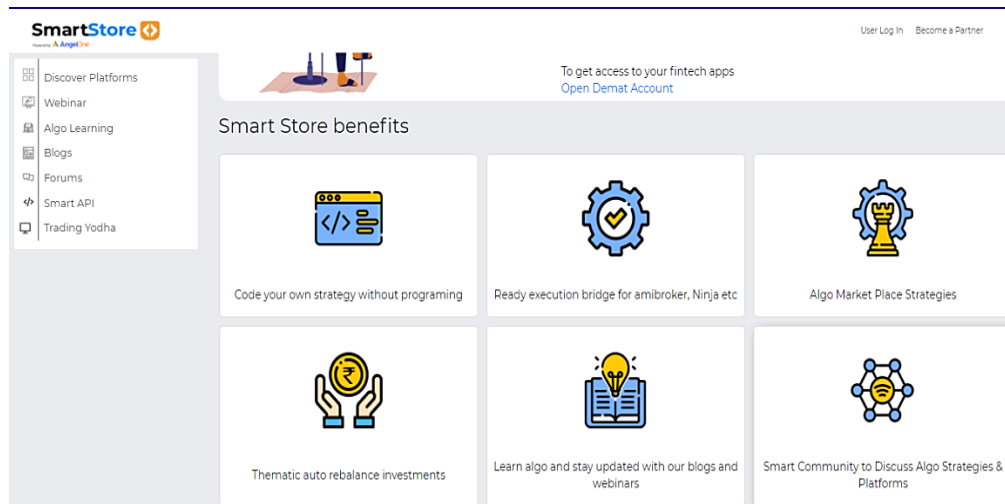 SmartStore
Powered by AngelOne
User Log In Become a Partner
Discover Platforms
Webinar
Algo Learning
Blogs
Forums
Smart API
Trading Yodha
To get access to your fintech apps
Open Demat Account
Smart Store benefits
Code your own strategy without programing
Ready execution bridge for amibroker, Ninja etc
Algo Market Place Strategies
Thematic auto rebalance investments
Learn algo and stay updated with our blogs and
webinars
Smart Community to Discuss Algo Strategies &
Platforms